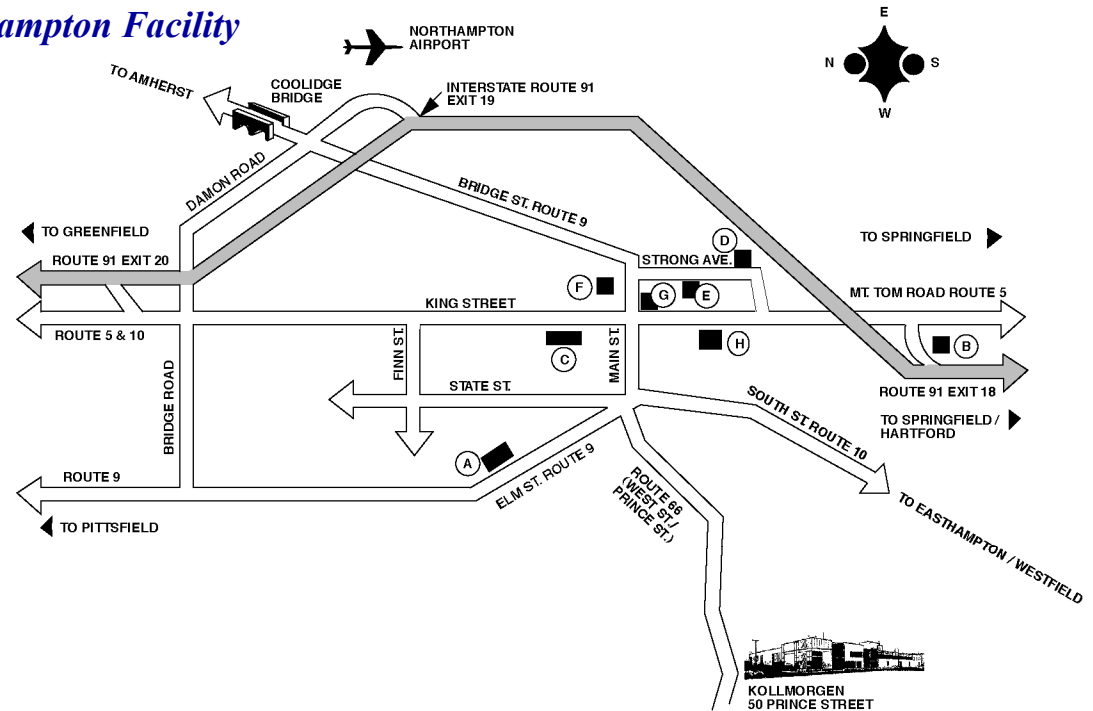 ampton Facility
NORTHAMPTON
AIRPORT
E
N
S
W
TO AMHERST
COOLIDGE
BRIDGE
INTERSTATE ROUTE 91
EXIT 19
DAMON ROAD
BRIDGE ST. ROUTE 9
TO GREENFIELD
D
TO SPRINGFIELD
ROUTE 91 EXIT 20
STRONG AVE.
F
G
E
MT. TOM ROAD ROUTE 5
KING STREET
ROUTE 5 & 10
FINN ST.
C
MAIN ST.
H
B
STATE ST.
ROUTE 91 EXIT 18
BRIDGE ROAD
SOUTH ST. ROUTE 10
TO SPRINGFIELD /
HARTFORD
A
ROUTE 9
ELM ST. ROUTE 9
ROUTE 66
(WEST ST./
PRINCE ST.)
TO PITTSFIELD
TO EASTHAMPTON / WESTFIELD
KOLLMORGEN
50 PRINCE STREET